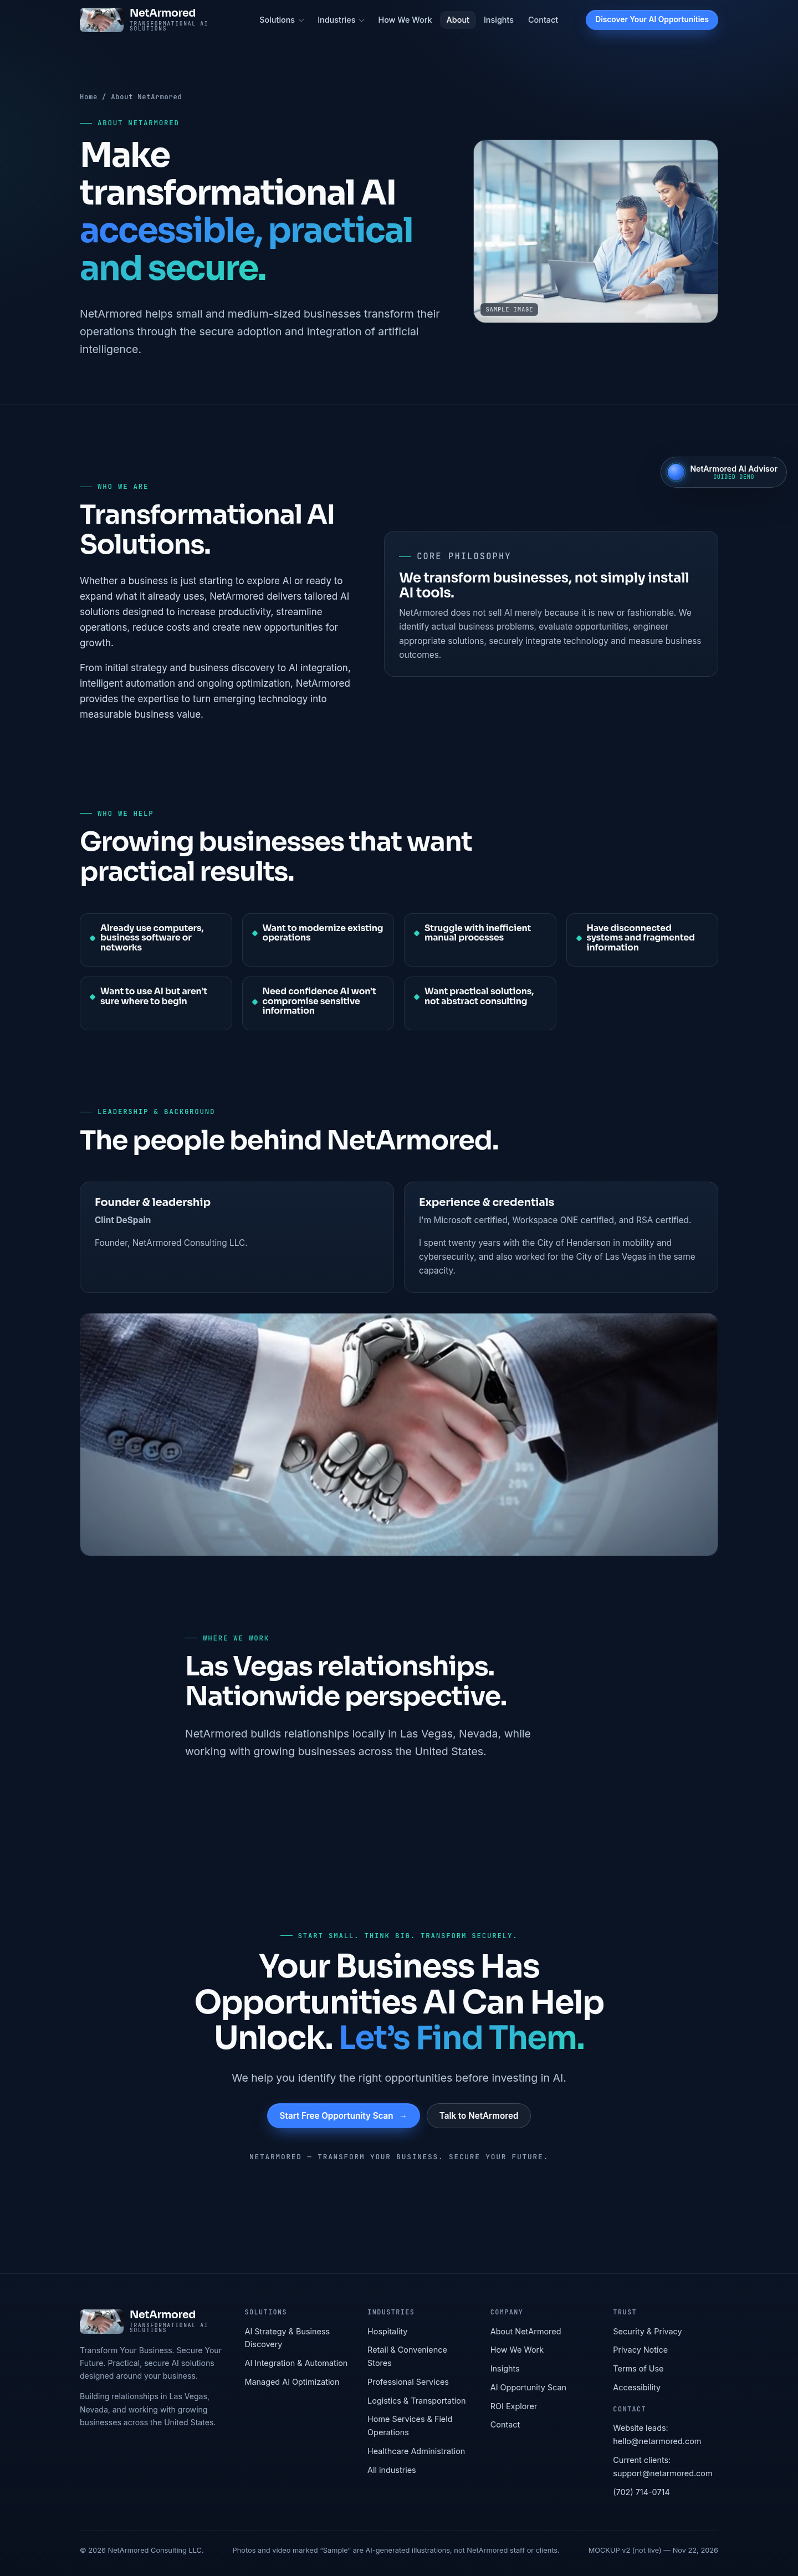 NetArmored
TRANSFORMATIONAL AI
SOLUTIONS
Solutions
Industries
How We Work
About
Insights
Contact
Discover Your AI Opportunities
Home / About NetArmored
ABOUT NETARMORED
Make
transformational AI
accessible, practical
and secure.
NetArmored helps small and medium-sized businesses transform their
operations through the secure adoption and integration of artificial
intelligence.
SAMPLE IMAGE
NetArmored AI Advisor
GUIDED DEMO
WHO WE ARE
Transformational AI
Solutions.
Whether a business is just starting to explore AI or ready to
expand what it already uses, NetArmored delivers tailored AI
solutions designed to increase productivity, streamline
operations, reduce costs and create new opportunities for
growth.
From initial strategy and business discovery to AI integration,
intelligent automation and ongoing optimization, NetArmored
provides the expertise to turn emerging technology into
measurable business value.
CORE PHILOSOPHY
We transform businesses, not simply install
AI tools.
NetArmored does not sell AI merely because it is new or fashionable. We
identify actual business problems, evaluate opportunities, engineer
appropriate solutions, securely integrate technology and measure business
outcomes.
WHO WE HELP
Growing businesses that want
practical results.
Already use computers,
business software or
networks
Want to modernize existing
operations
Struggle with inefficient
manual processes
Have disconnected
systems and fragmented
information
Want to use AI but aren't
sure where to begin
Need confidence AI won't
compromise sensitive
information
Want practical solutions,
not abstract consulting
LEADERSHIP & BACKGROUND
The people behind NetArmored.
Founder & leadership
Clint DeSpain
Founder, NetArmored Consulting LLC.
Experience & credentials
I'm Microsoft certified, Workspace ONE certified, and RSA certified.
I spent twenty years with the City of Henderson in mobility and
cybersecurity, and also worked for the City of Las Vegas in the same
capacity.
30%
20%
10%
WHERE WE WORK
Las Vegas relationships.
Nationwide perspective.
NetArmored builds relationships locally in Las Vegas, Nevada, while
working with growing businesses across the United States.
START SMALL. THINK BIG. TRANSFORM SECURELY.
Your Business Has
Opportunities AI Can Help
Unlock. Let's Find Them.
We help you identify the right opportunities before investing in AI.
Start Free Opportunity Scan →
Talk to NetArmored
NETARMORED — TRANSFORM YOUR BUSINESS. SECURE YOUR FUTURE.
NetArmored
TRANSFORMATIONAL AI
SOLUTIONS
Transform Your Business. Secure Your
Future. Practical, secure AI solutions
designed around your business.
Building relationships in Las Vegas,
Nevada, and working with growing
businesses across the United States.
SOLUTIONS
AI Strategy & Business
Discovery
AI Integration & Automation
Managed AI Optimization
INDUSTRIES
Hospitality
Retail & Convenience
Stores
Professional Services
Logistics & Transportation
Home Services & Field
Operations
Healthcare Administration
All industries
COMPANY
About NetArmored
How We Work
Insights
AI Opportunity Scan
ROI Explorer
Contact
TRUST
Security & Privacy
Privacy Notice
Terms of Use
Accessibility
CONTACT
Website leads:
hello@netarmored.com
Current clients:
support@netarmored.com
(702) 714-0714
© 2026 NetArmored Consulting LLC.
Photos and video marked "Sample" are AI-generated illustrations, not NetArmored staff or clients.
MOCKUP v2 (not live) — Nov 22, 2026